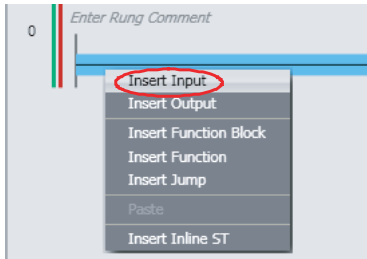 Enter Rung Comment
0
Insert Input
Insert Output
Insert Function Block
Insert Function
Insert Jump
Paste
Insert Inline ST